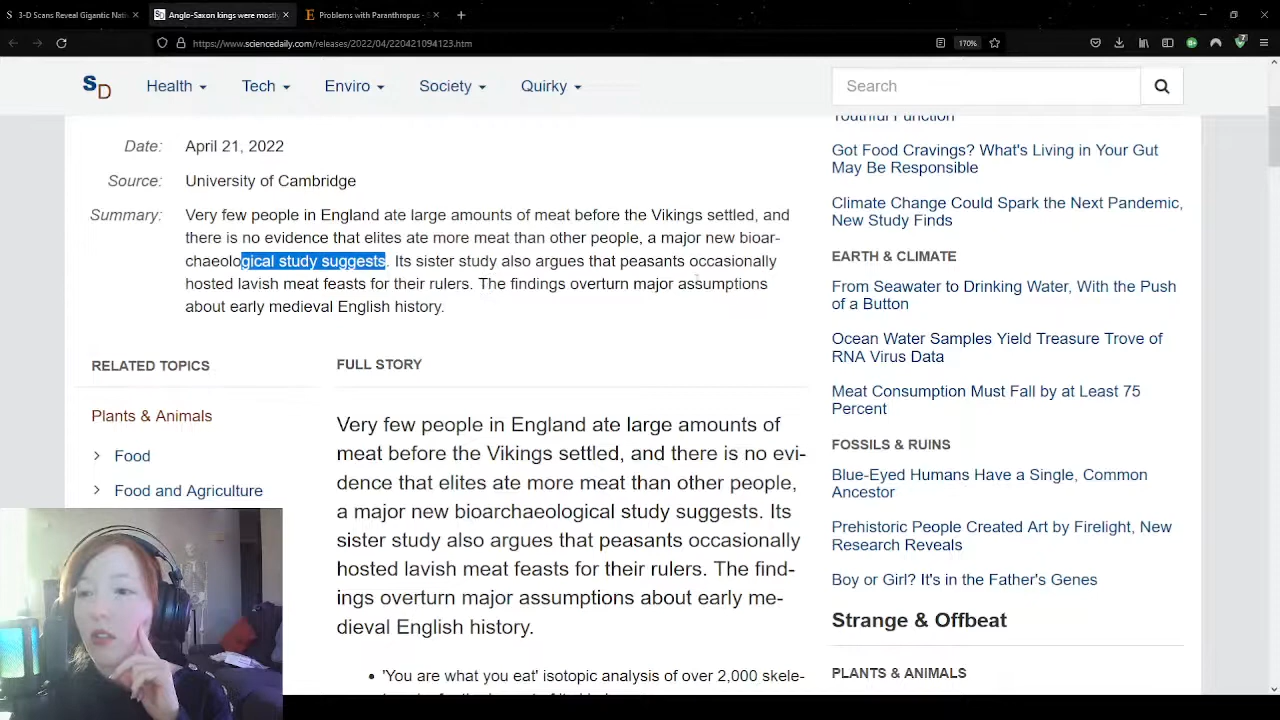 3-D Scans Reveal Gigantic Nati
Anglo-Saxon kings were mostly
Problems with Paranthropus -
https://www.sciencedaily.com/releases/2022/04/220421094123.htm
170%
SD
Health
Tech
Enviro
Society
Quirky
Search
Date: April 21, 2022
Source: University of Cambridge
Summary: Very few people in England ate large amounts of meat before the Vikings settled, and
there is no evidence that elites ate more meat than other people, a major new bioar-
chaeological study suggests. Its sister study also argues that peasants occasionally
hosted lavish meat feasts for their rulers. The findings overturn major assumptions
about early medieval English history.
RELATED TOPICS
Plants & Animals
Food
Food and Agriculture
FULL STORY
Very few people in England ate large amounts of
meat before the Vikings settled, and there is no evi-
dence that elites ate more meat than other people,
a major new bioarchaeological study suggests. Its
sister study also argues that peasants occasionally
hosted lavish meat feasts for their rulers. The find-
ings overturn major assumptions about early me-
dieval English history.
• 'You are what you eat' isotopic analysis of over 2,000 skele-
Youthful Function
Got Food Cravings? What's Living in Your Gut
May Be Responsible
Climate Change Could Spark the Next Pandemic,
New Study Finds
EARTH & CLIMATE
From Seawater to Drinking Water, With the Push
of a Button
Ocean Water Samples Yield Treasure Trove of
RNA Virus Data
Meat Consumption Must Fall by at Least 75
Percent
FOSSILS & RUINS
Blue-Eyed Humans Have a Single, Common
Ancestor
Prehistoric People Created Art by Firelight, New
Research Reveals
Boy or Girl? It's in the Father's Genes
Strange & Offbeat
PLANTS & ANIMALS